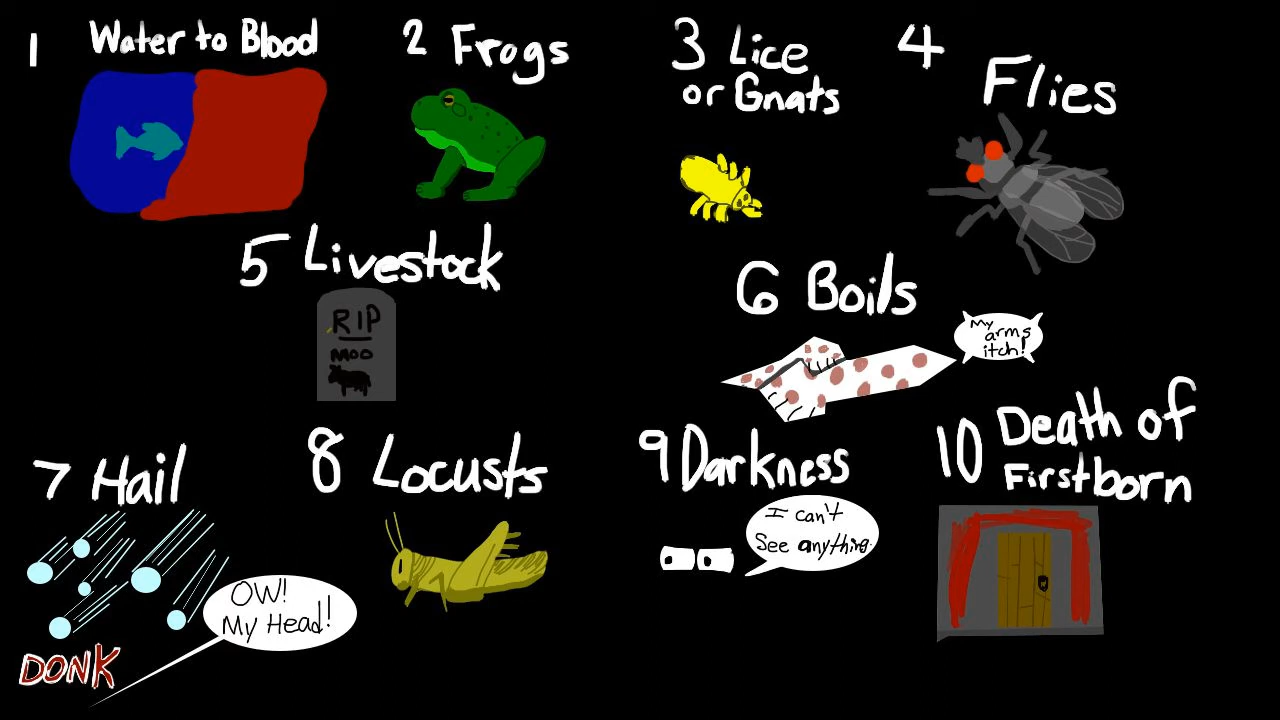 1 Water to Blood
2 Frogs
3 Lice
or Gnats
4 Flies
5 Livestock
RIP
MOO
6 Boils
My
arms
itch!
7 Hail
OW!
My Head!
DONK
8 Locusts
9 Darkness
I can't
See anything.
10 Death of
Firstborn